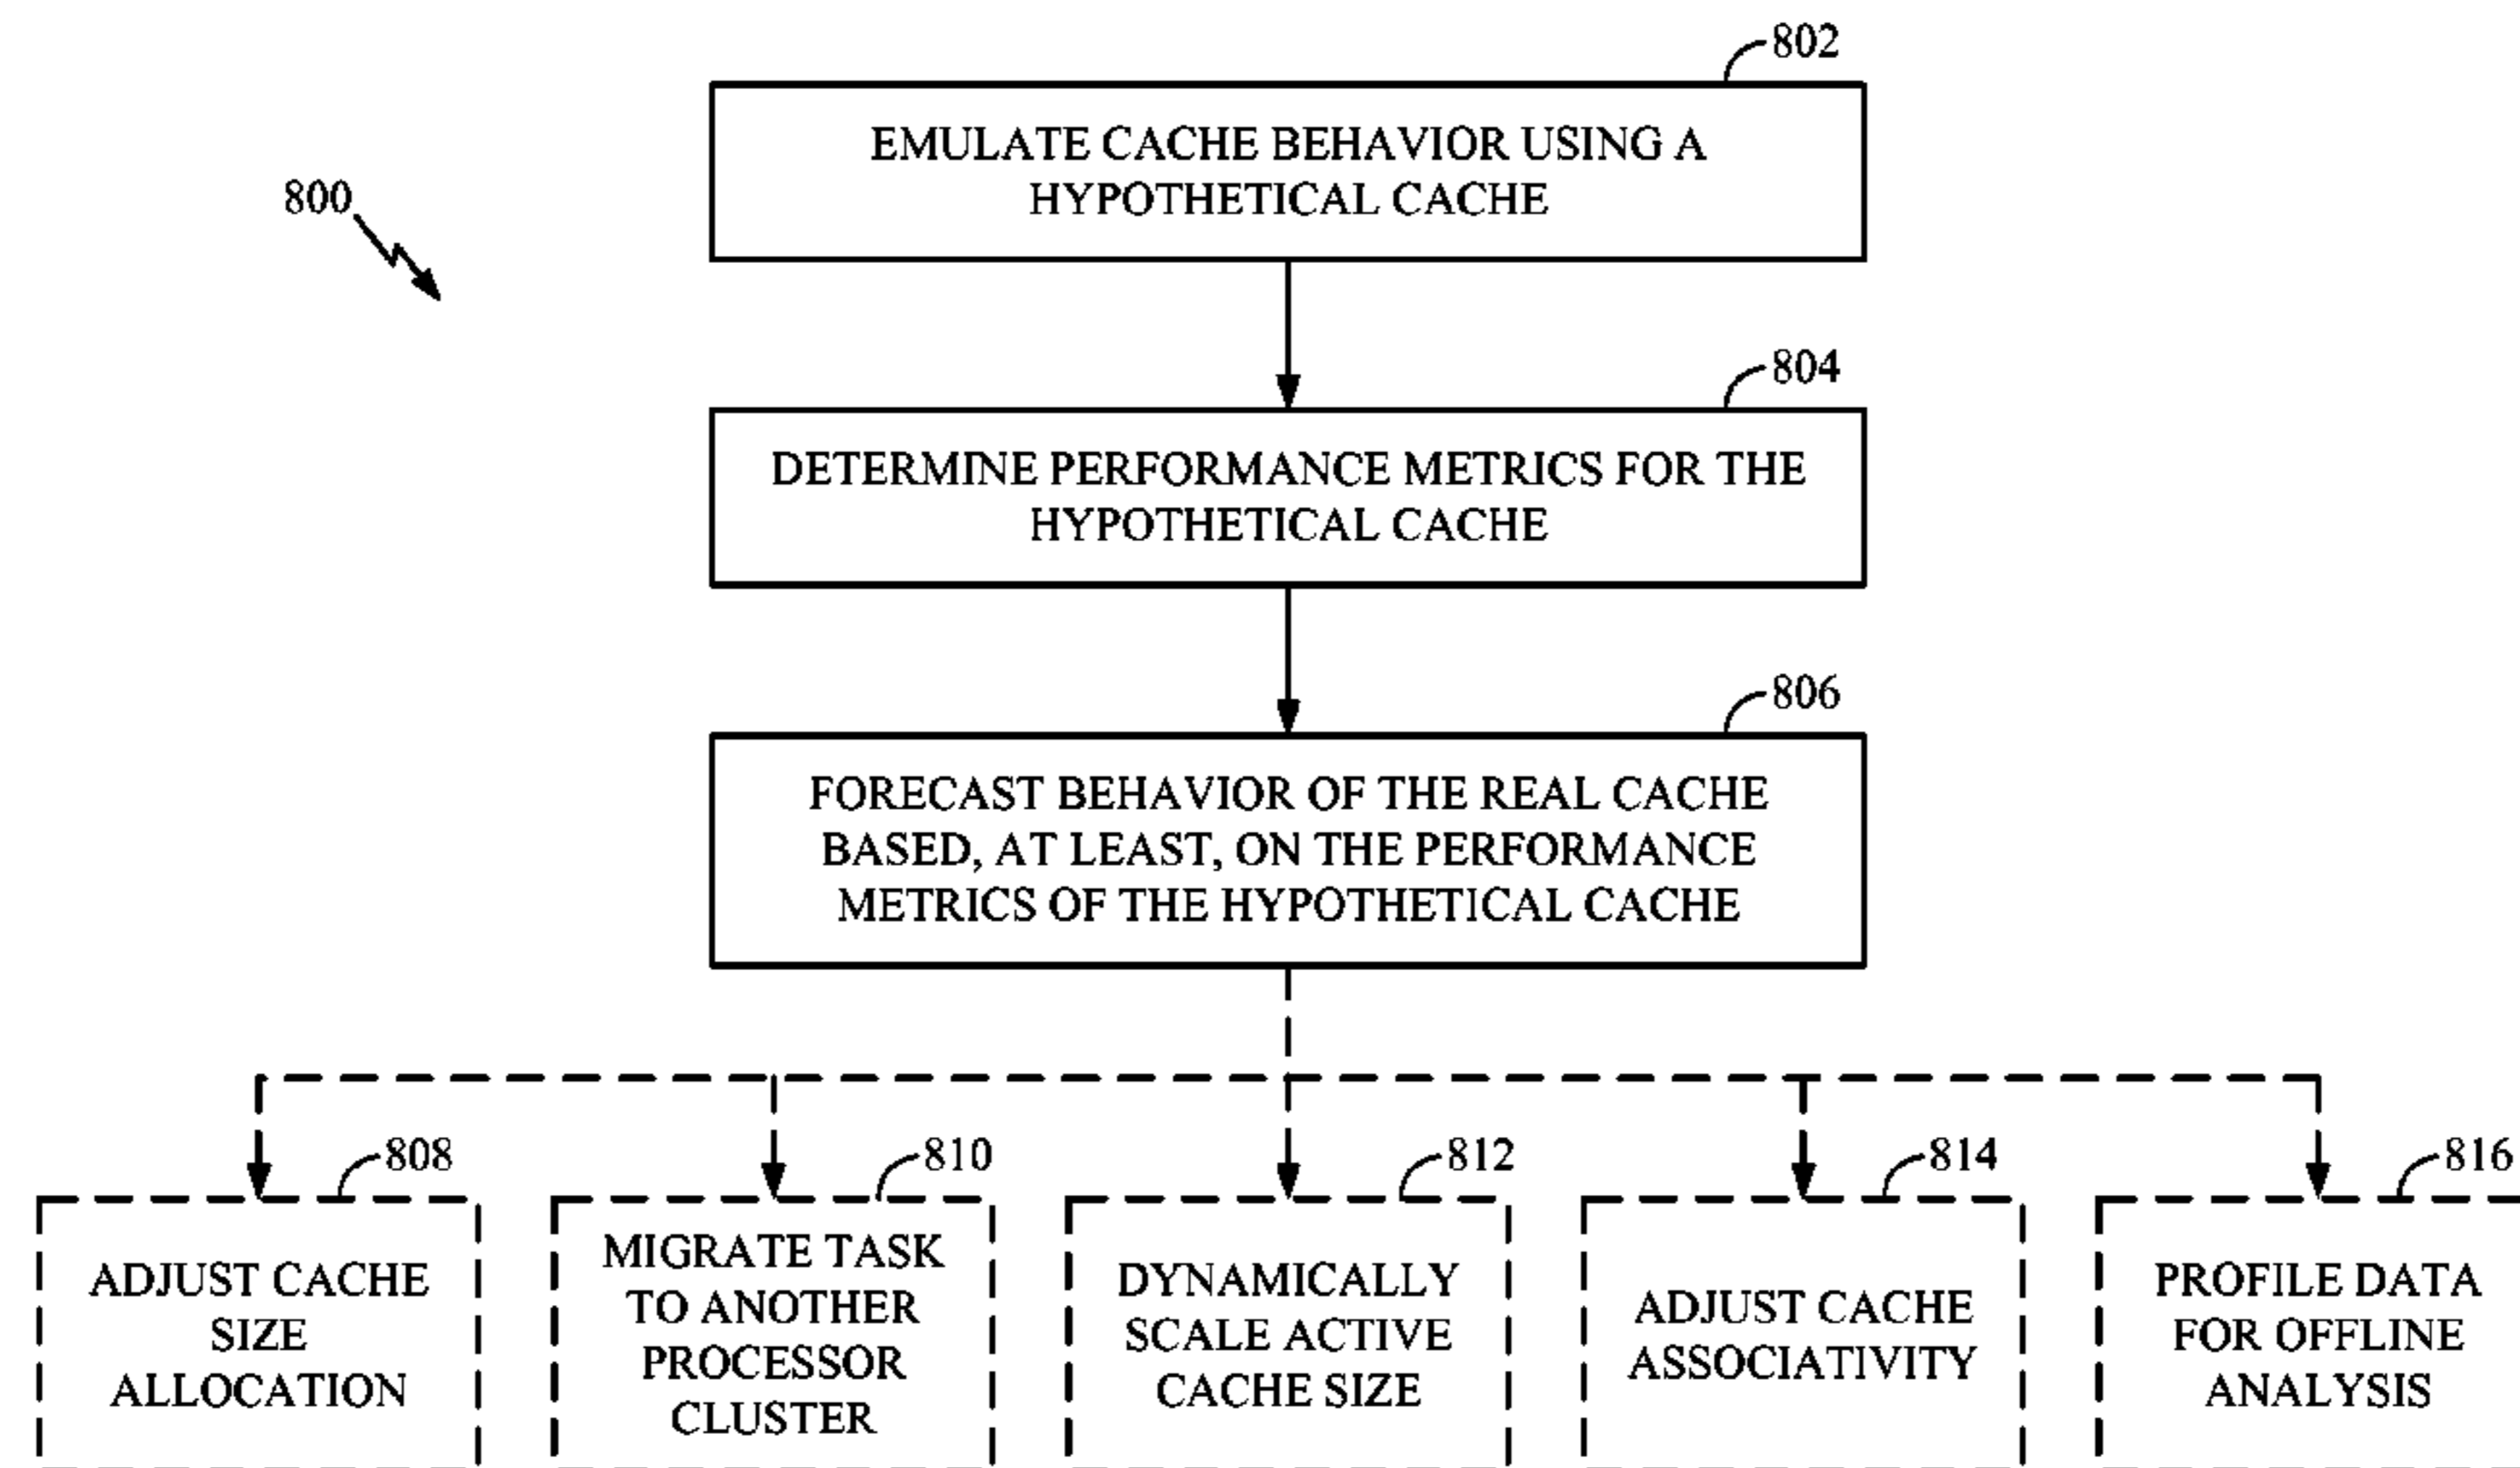 802
EMULATE CACHE BEHAVIOR USING A
HYPOTHETICAL CACHE
800
804
DETERMINE PERFORMANCE METRICS FOR THE
HYPOTHETICAL CACHE
806
FORECAST BEHAVIOR OF THE REAL CACHE
BASED, AT LEAST, ON THE PERFORMANCE
METRICS OF THE HYPOTHETICAL CACHE
808
ADJUST CACHE
SIZE
ALLOCATION
810
MIGRATE TASK
TO ANOTHER
PROCESSOR
CLUSTER
812
DYNAMICALLY
SCALE ACTIVE
CACHE SIZE
814
ADJUST CACHE
ASSOCIATIVITY
816
PROFILE DATA
FOR OFFLINE
ANALYSIS